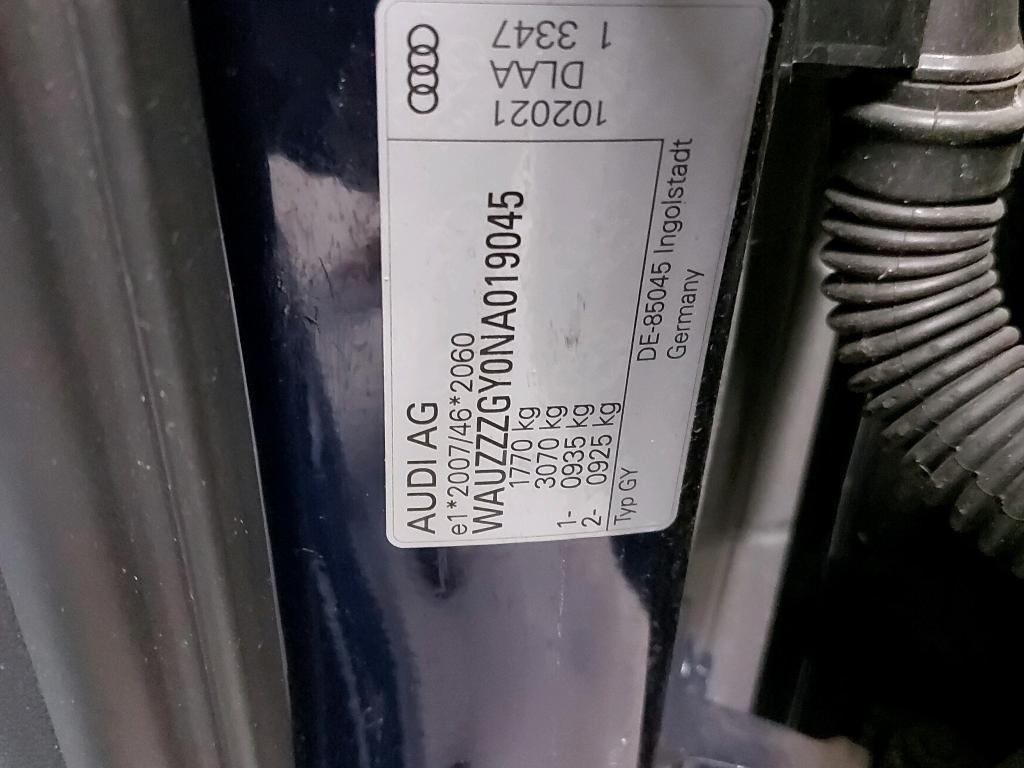 AUDI AG
e1*2007/46*2060
WAUZZZGY0NA019045
1770 kg
3070 kg
1- 0935 kg
2- 0925 kg
Typ GY
DE-85045 Ingolstadt
Germany
102021
DLAA
1 3347